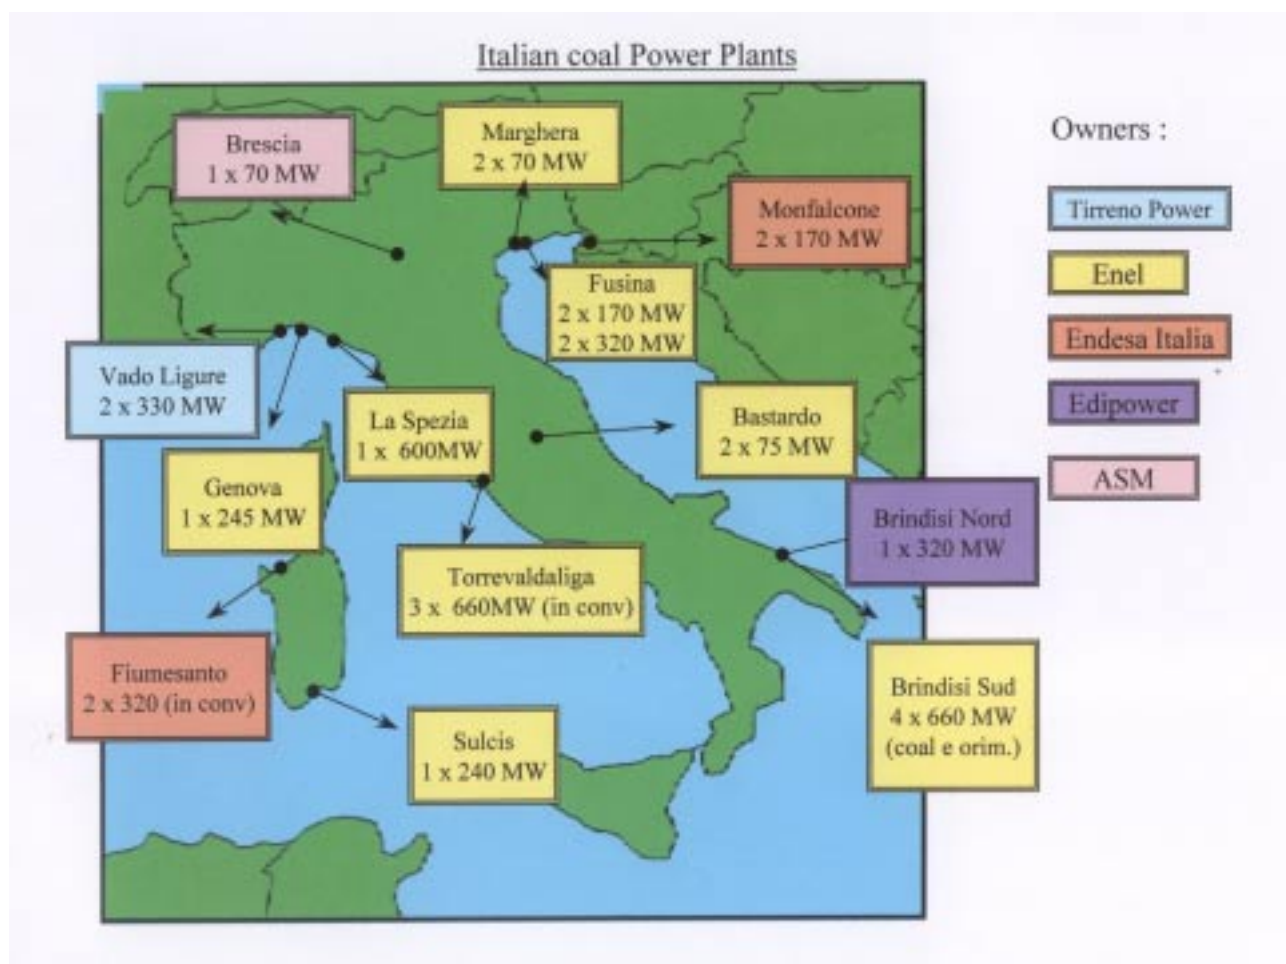 Italian coal Power Plants
Owners :
Brescia
1 x 70 MW
Marghera
2 x 70 MW
Monfalcone
2 x 170 MW
Tirreno Power
Enel
Endesa Italia
Edipower
ASM
Fusina
2 x 170 MW
2 x 320 MW
Vado Ligure
2 x 330 MW
La Spezia
1 x 600MW
Bastardo
2 x 75 MW
Genova
1 x 245 MW
Brindisi Nord
1 x 320 MW
Torrevaldaliga
3 x 660MW (in conv)
Fiumesanto
2 x 320 (in conv)
Brindisi Sud
4 x 660 MW
(coal e orim.)
Sulcis
1 x 240 MW